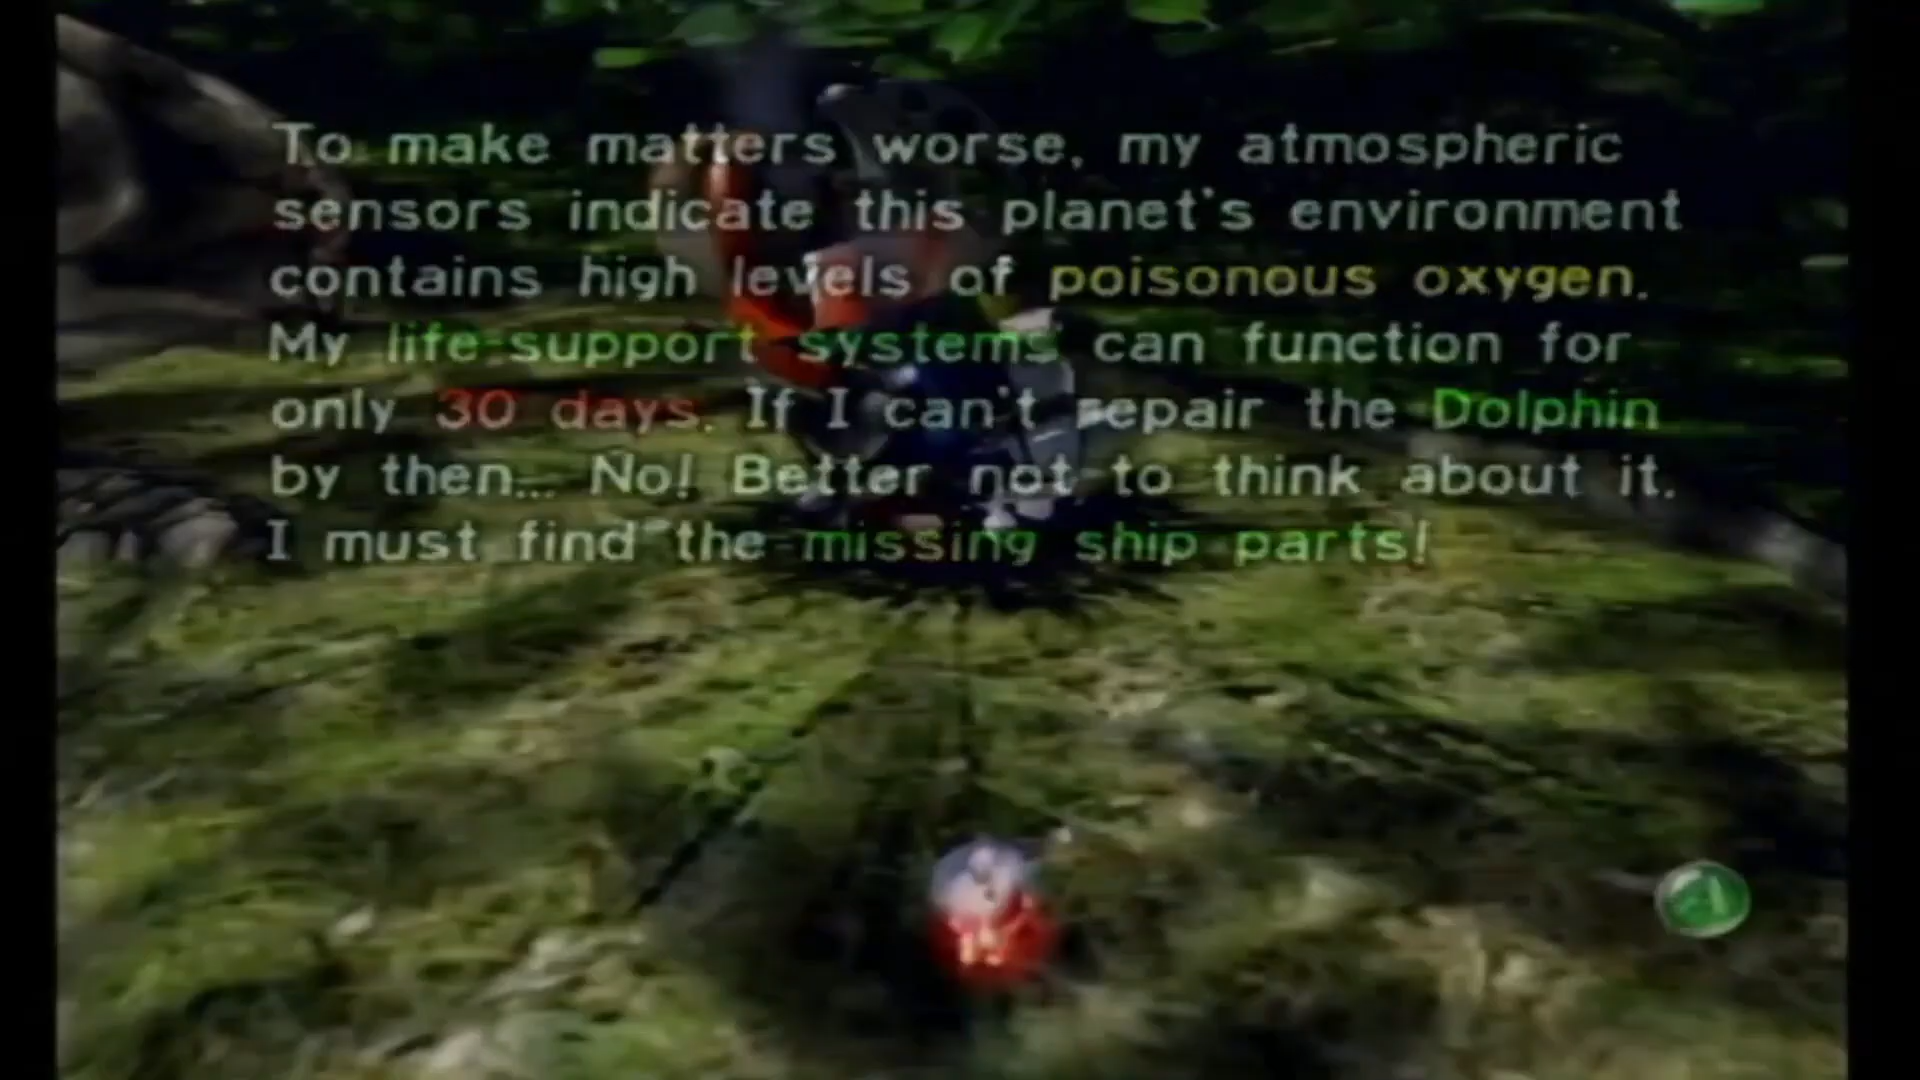 To make matters worse, my atmospheric
sensors indicate this planet's environment
contains high levels of poisonous oxygen.
My life-support systems can function for
only 30 days. If I can't repair the Dolphin
by then... No! Better not to think about it.
I must find the missing ship parts!
A